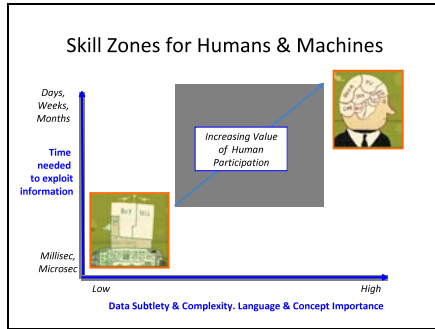 Skill Zones for Humans & Machines
Days,
Weeks,
Months
Time
needed
to exploit
information
Increasing Value
of Human
Participation
Millisec,
Microsec
Low
High
Data Subtlety & Complexity. Language & Concept Importance